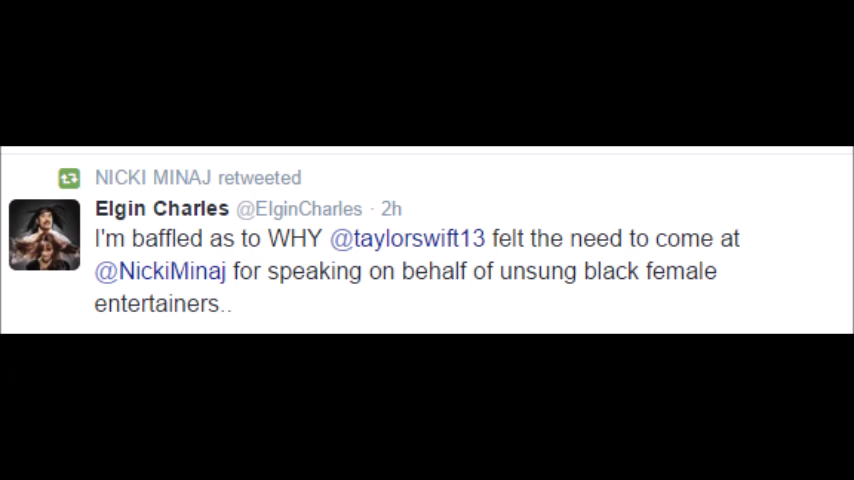 NICKI MINAJ retweeted
Elgin Charles @ElginCharles · 2h
I'm baffled as to WHY @taylorswift13 felt the need to come at
@NickiMinaj for speaking on behalf of unsung black female
entertainers..